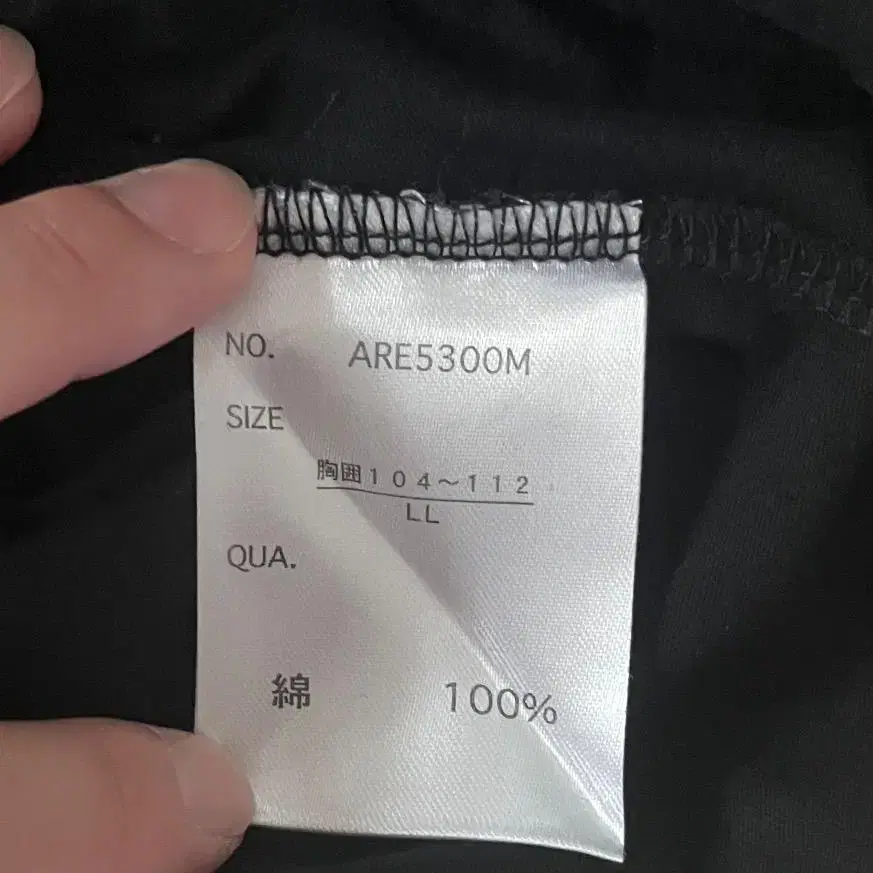 NO. ARE5300M
SIZE
胸囲104～112
LL
QUA.
綿 100%